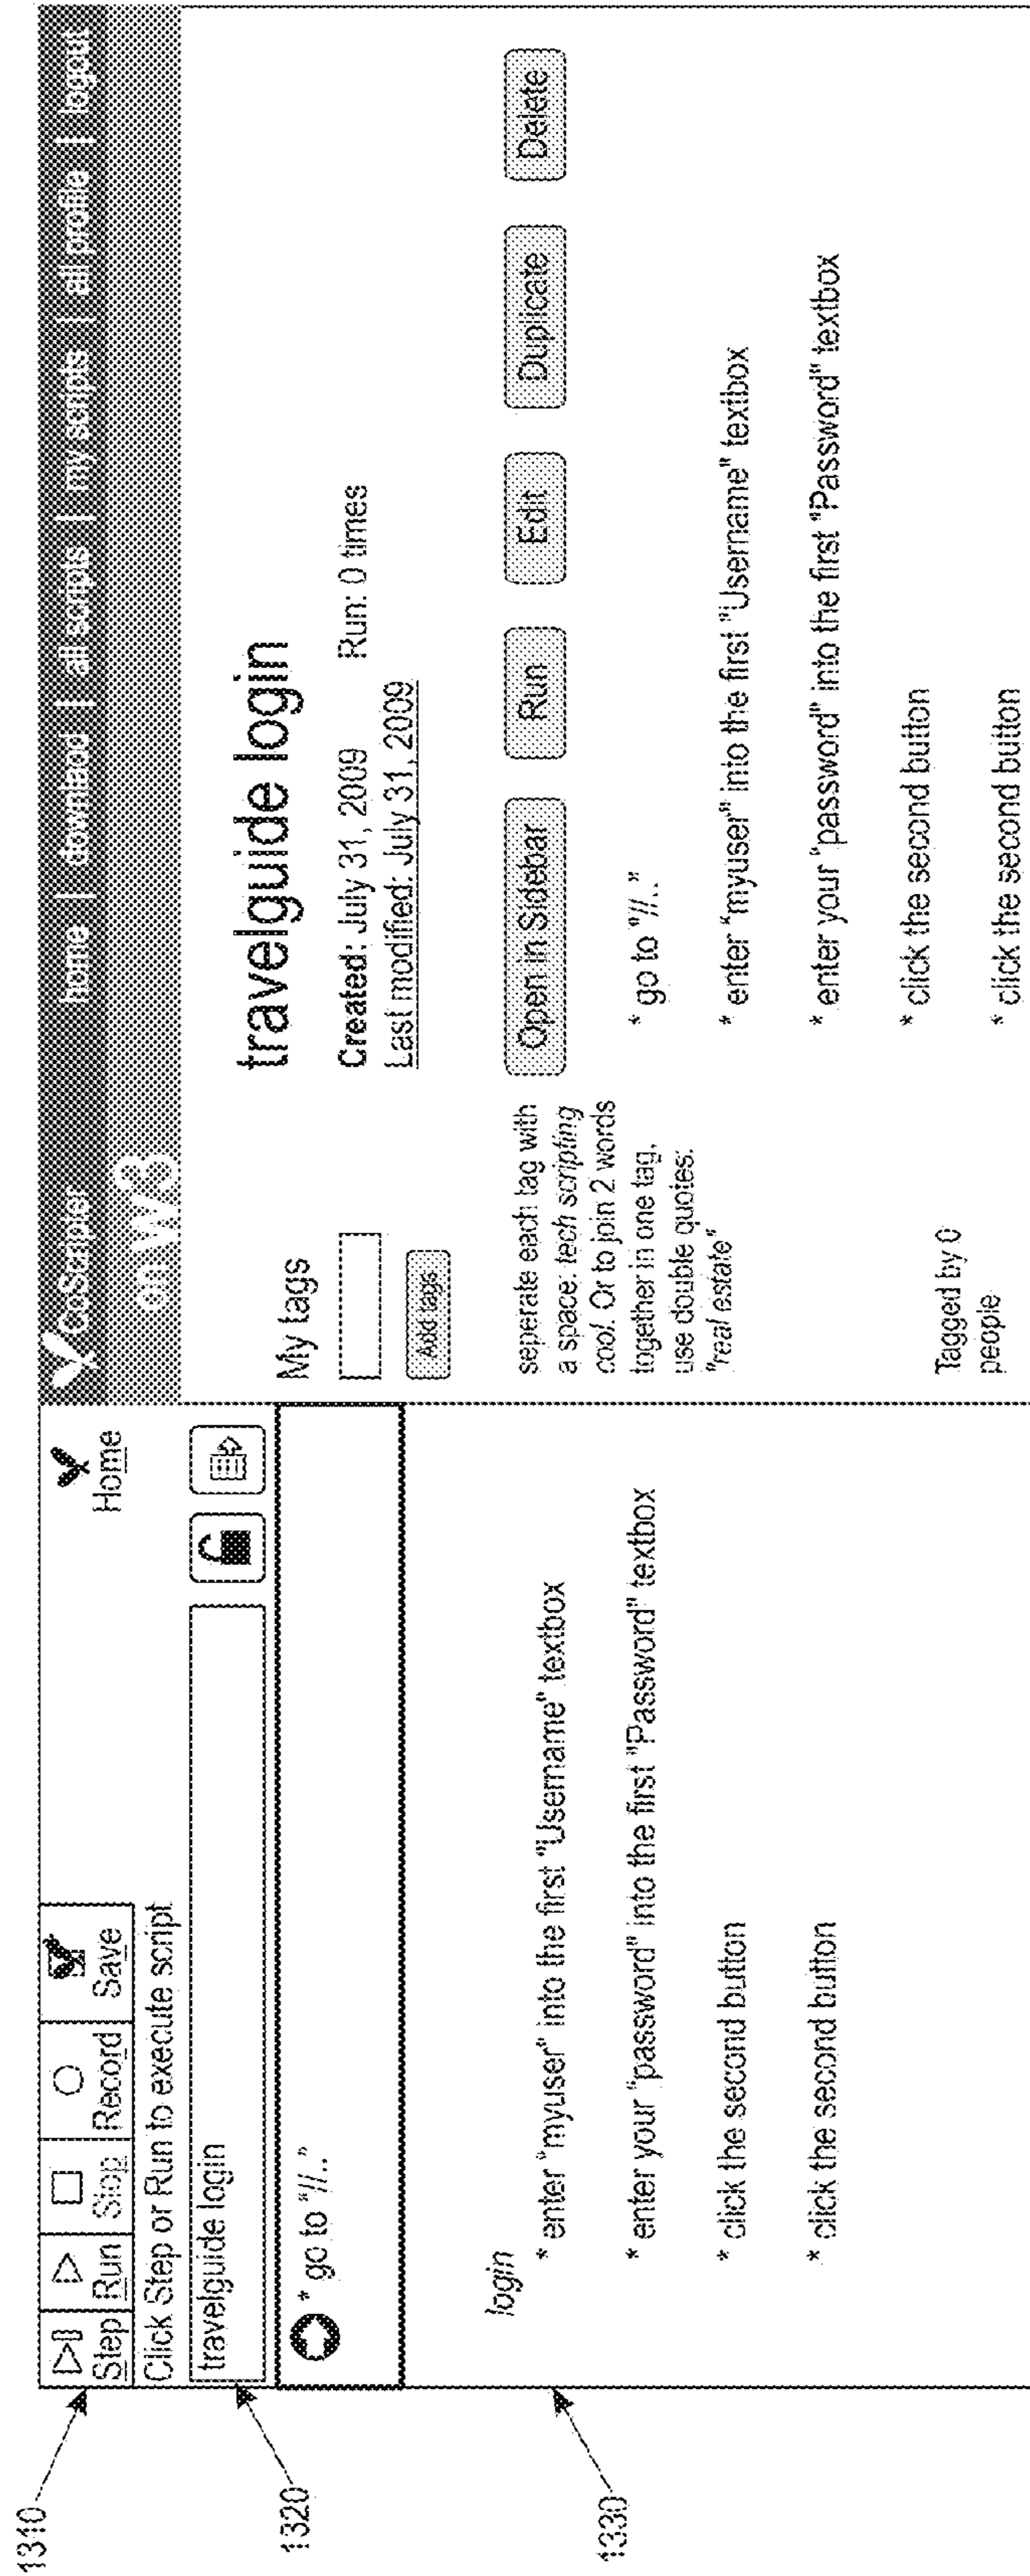 1310
1320
1330
Step Run Stop Record Save
Home
Click Step or Run to execute script
travelguide login
* go to "//.."
login
* enter "myuser" into the first "Username" textbox
* enter your "password" into the first "Password" textbox
* click the second button
* click the second button
CoScripter home | download | all scripts | my scripts | all profile | logout
on w3
My tags
Add tags
seperate each tag with
a space: tech scripting
cool. Or to join 2 words
together in one tag,
use double quotes:
"real estate"
Tagged by 0
people
travelguide login
Created: July 31, 2009 Run: 0 times
Last modified: July 31, 2009
Open in Sidebar Run Edit Duplicate Delete
* go to "//.."
* enter "myuser" into the first "Username" textbox
* enter your "password" into the first "Password" textbox
* click the second button
* click the second button